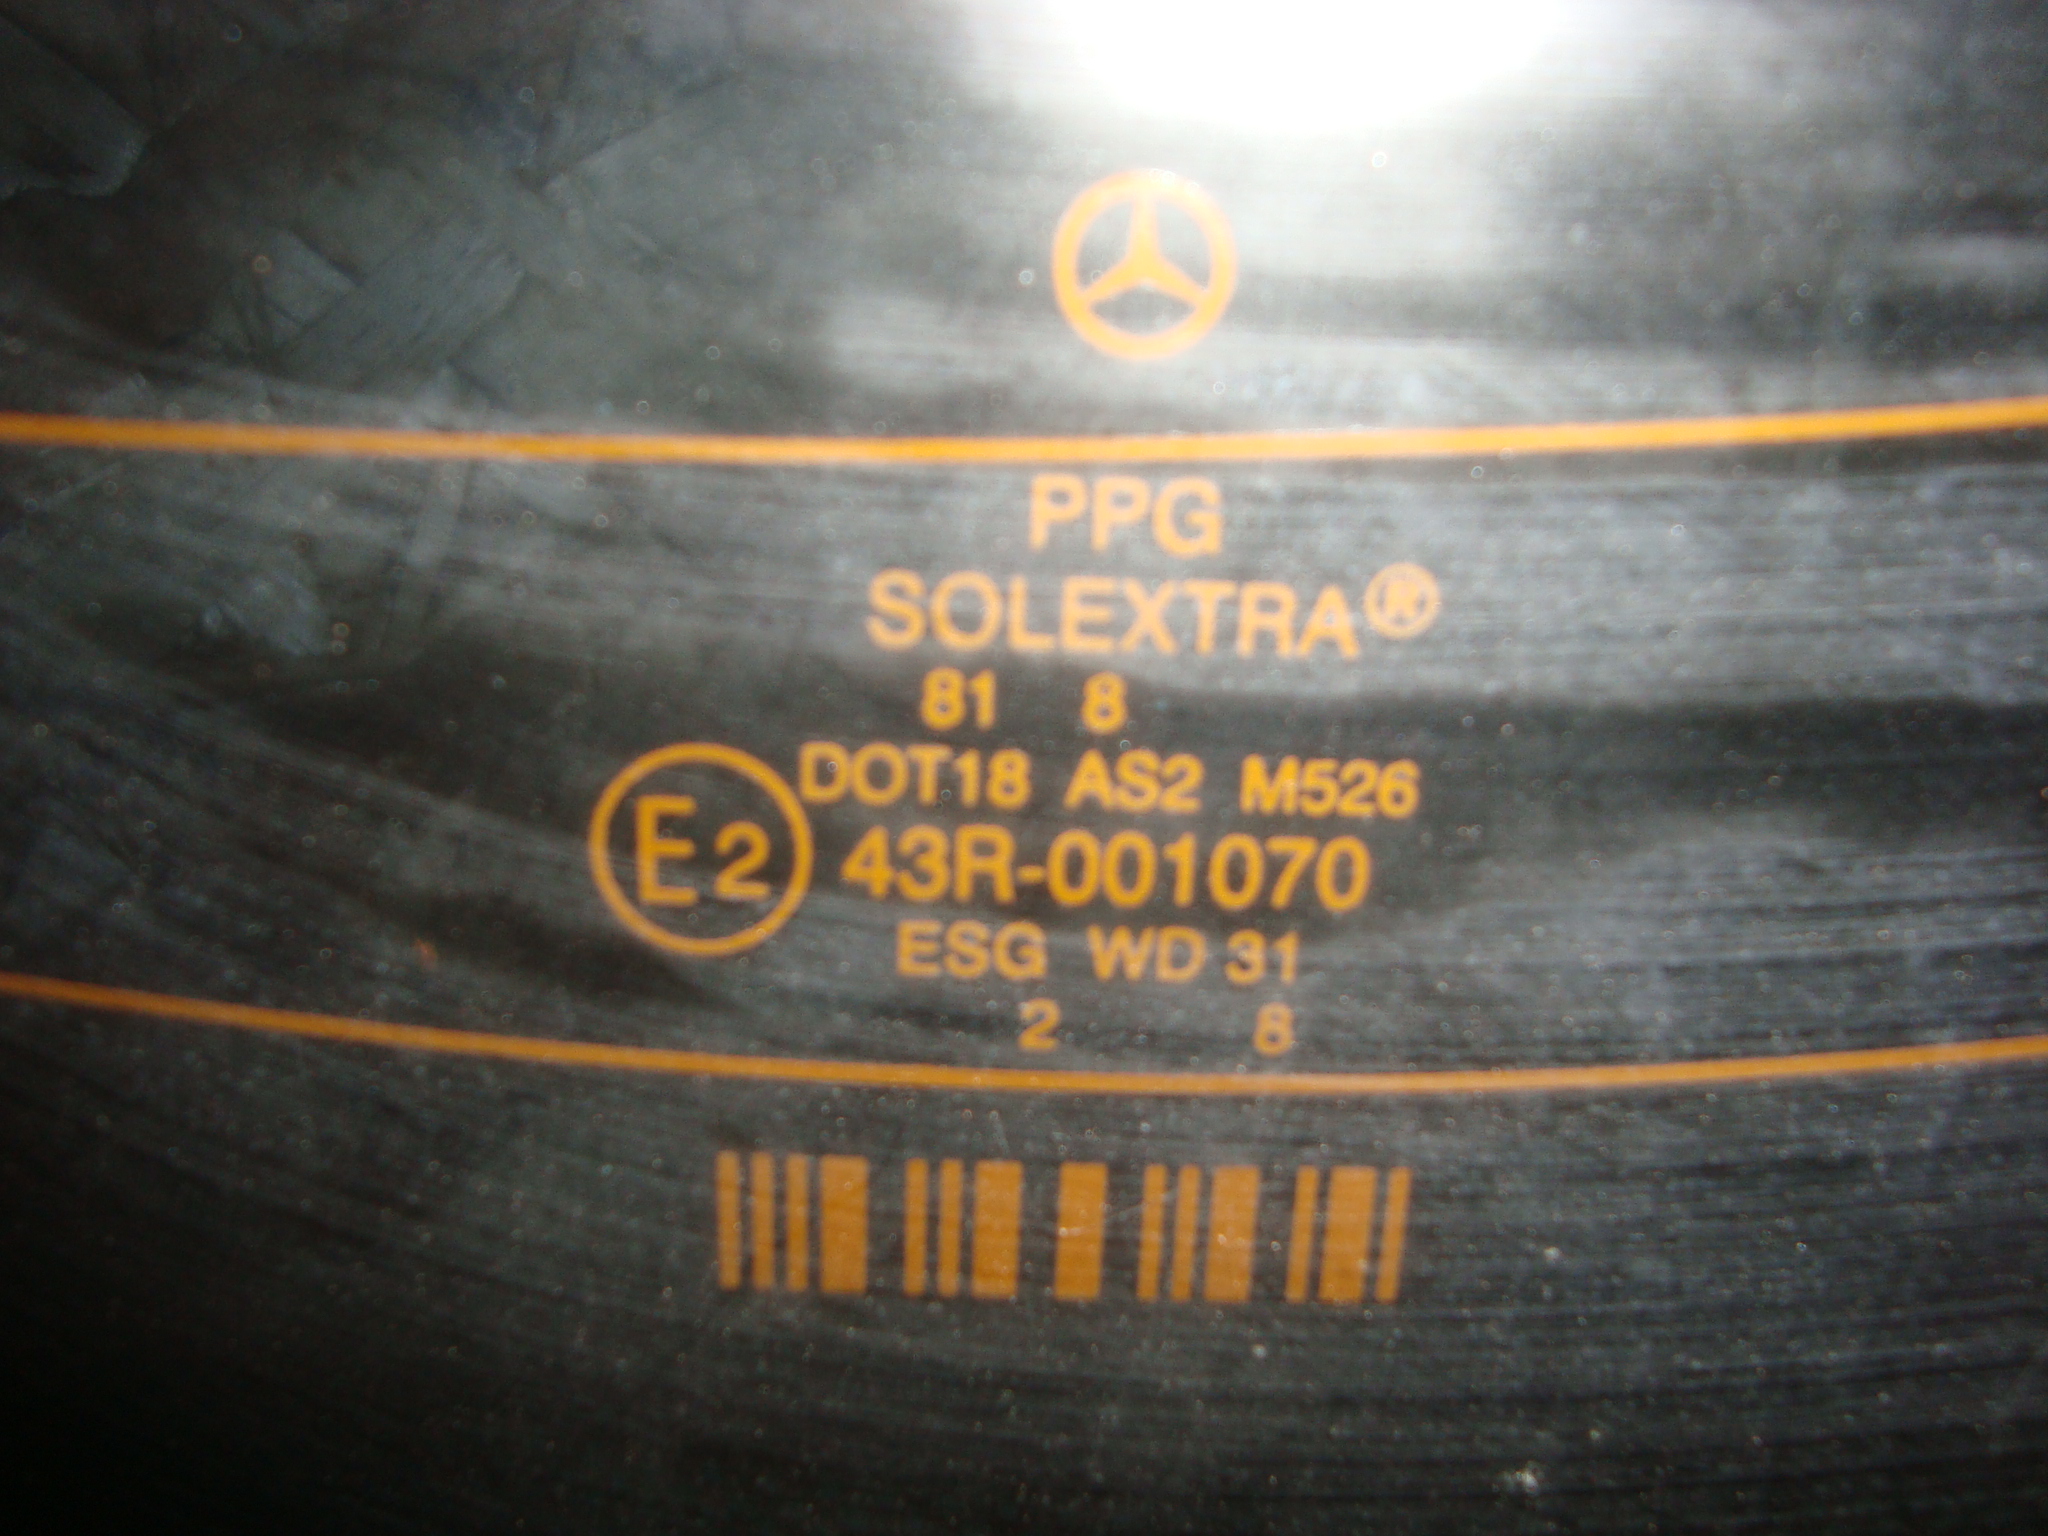 PPG
SOLEXTRA®
81 8
DOT18 AS2 M526
E2 43R-001070
ESG WD 31
2 8